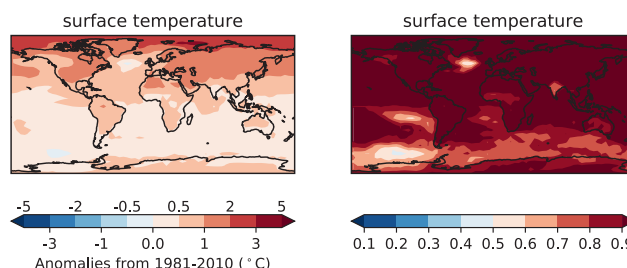 surface temperature
surface temperature
-5 -2 -0.5 0.5 2 5
-3 -1 0.0 1 3
Anomalies from 1981-2010 (°C)
0.1 0.2 0.3 0.4 0.5 0.6 0.7 0.8 0.9